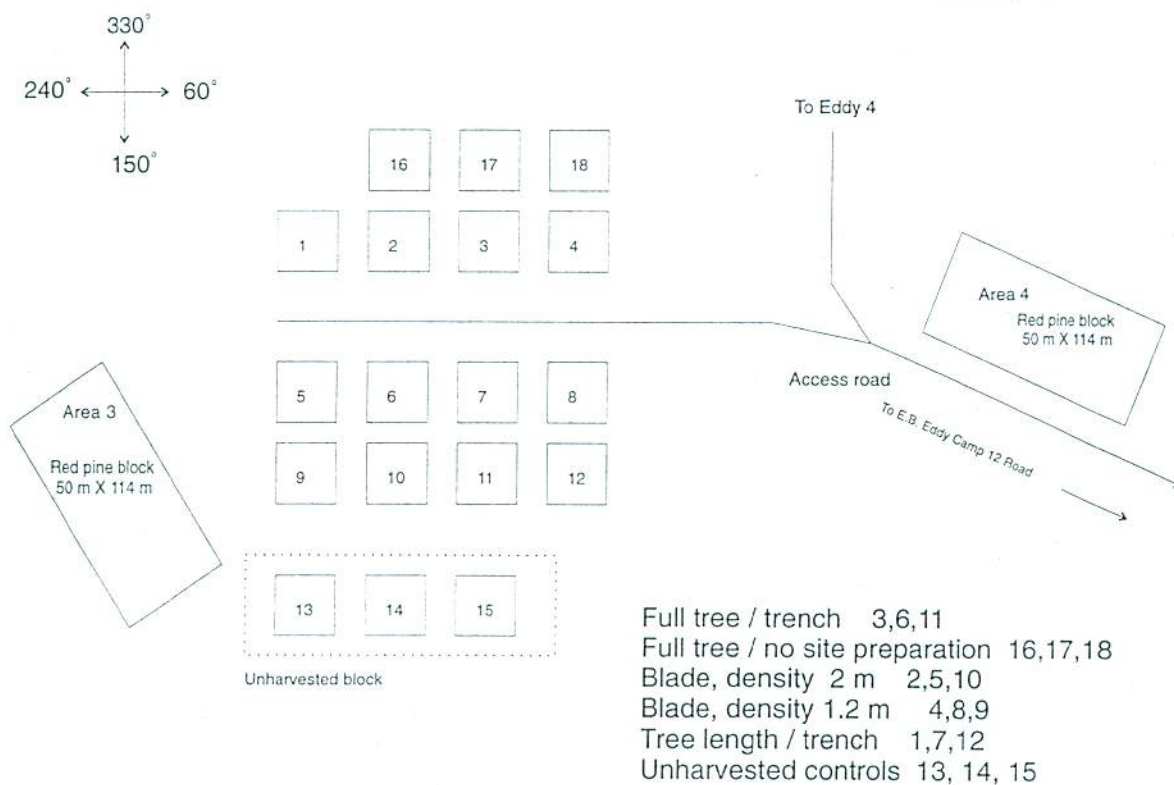 330°
240° 60°
150°
To Eddy 4
16 17 18
1 2 3 4
Area 4
Red pine block
50 m X 114 m
Access road
To E.B. Eddy Camp 12 Road
5 6 7 8
Area 3
Red pine block
50 m X 114 m
9 10 11 12
13 14 15
Unharvested block
Full tree / trench 3,6,11
Full tree / no site preparation 16,17,18
Blade, density 2 m 2,5,10
Blade, density 1.2 m 4,8,9
Tree length / trench 1,7,12
Unharvested controls 13, 14, 15